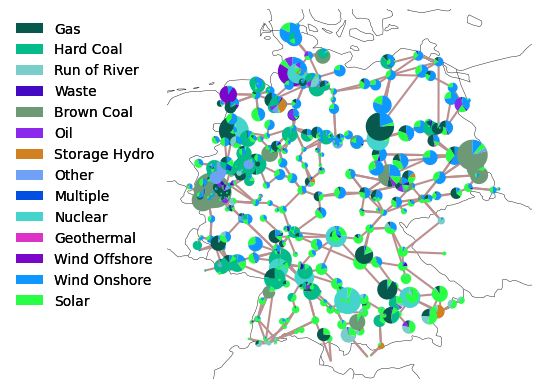 Gas
Hard Coal
Run of River
Waste
Brown Coal
Oil
Storage Hydro
Other
Multiple
Nuclear
Geothermal
Wind Offshore
Wind Onshore
Solar